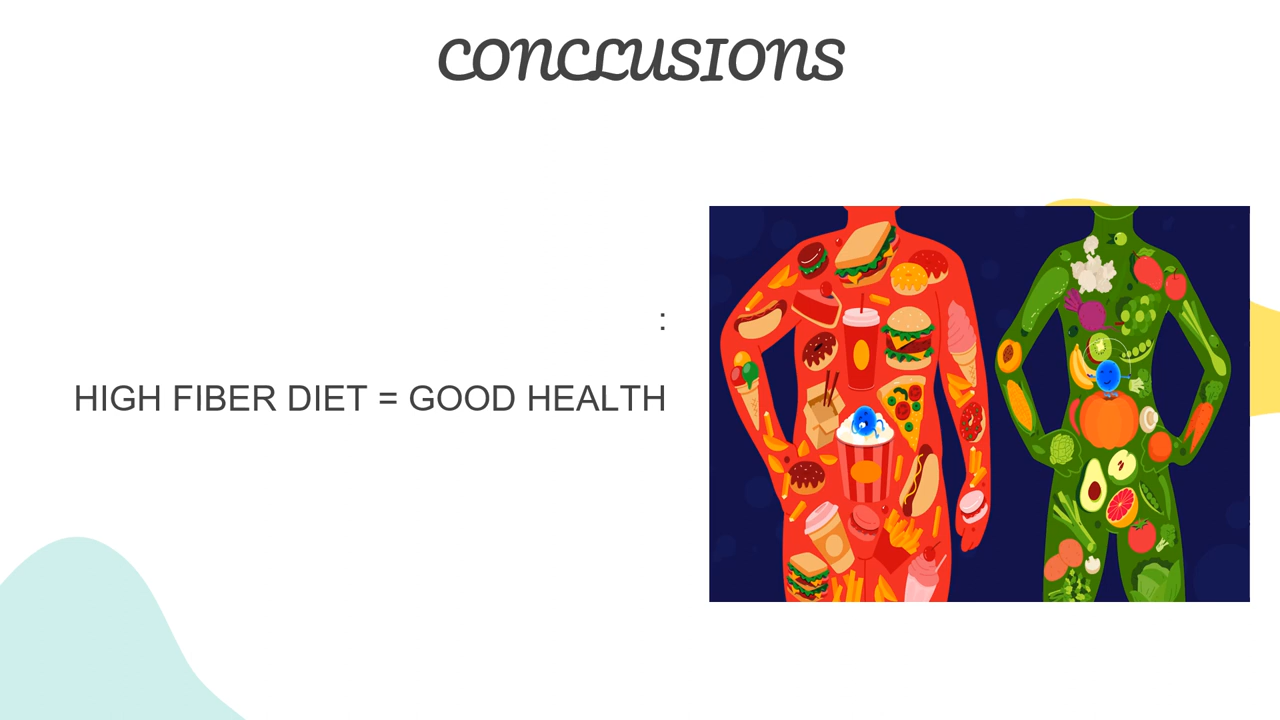 CONCLUSIONS
:
HIGH FIBER DIET = GOOD HEALTH